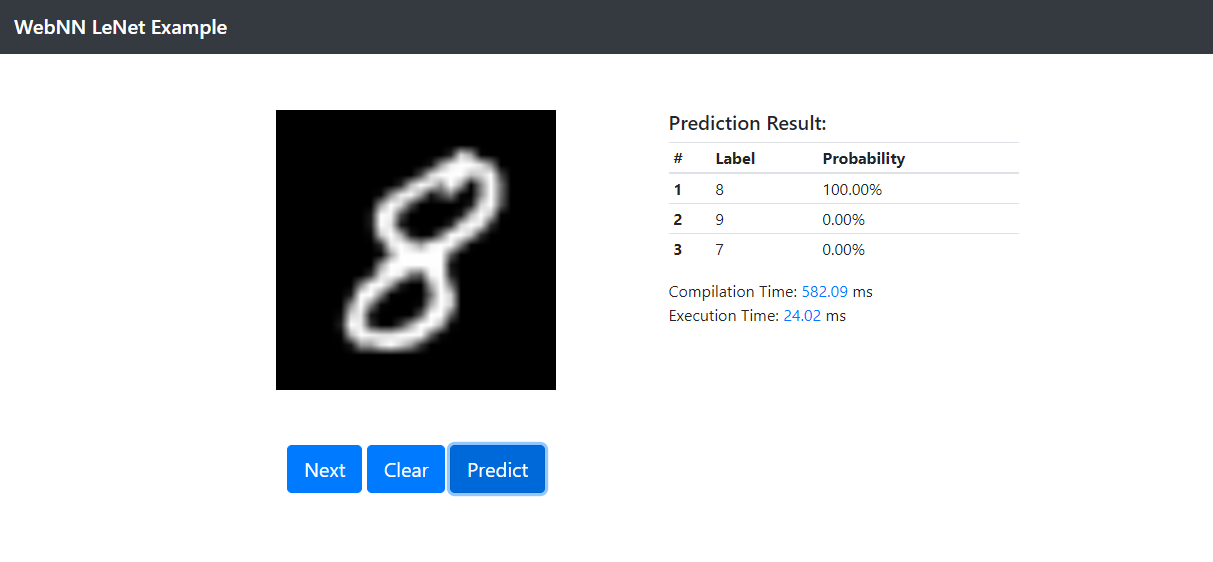 WebNN LeNet Example
8
Prediction Result:
# Label Probability
1 8 100.00%
2 9 0.00%
3 7 0.00%
Compilation Time: 582.09 ms
Execution Time: 24.02 ms
Next Clear Predict